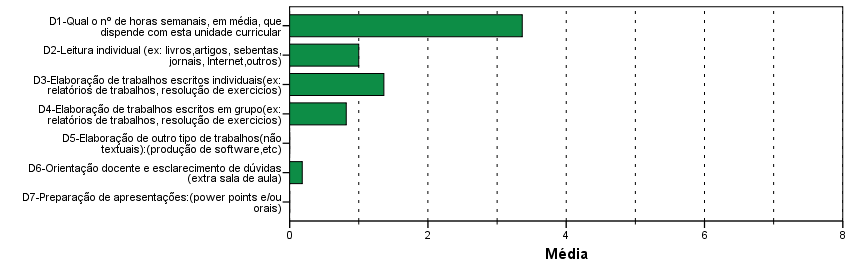 D1-Qual o nº de horas semanais, em média, que
dispende com esta unidade curricular
D2-Leitura individual (ex: livros,artigos, sebentas,
jornais, Internet,outros)
D3-Elaboração de trabalhos escritos individuais(ex:
relatórios de trabalhos, resolução de exercicios)
D4-Elaboração de trabalhos escritos em grupo(ex:
relatórios de trabalhos, resolução de exercicios)
D5-Elaboração de outro tipo de trabalhos(não
textuais):(produção de software,etc)
D6-Orientação docente e esclarecimento de dúvidas
(extra sala de aula)
D7-Preparação de apresentações:(power points e/ou
orais)
0 2 4 6 8
Média